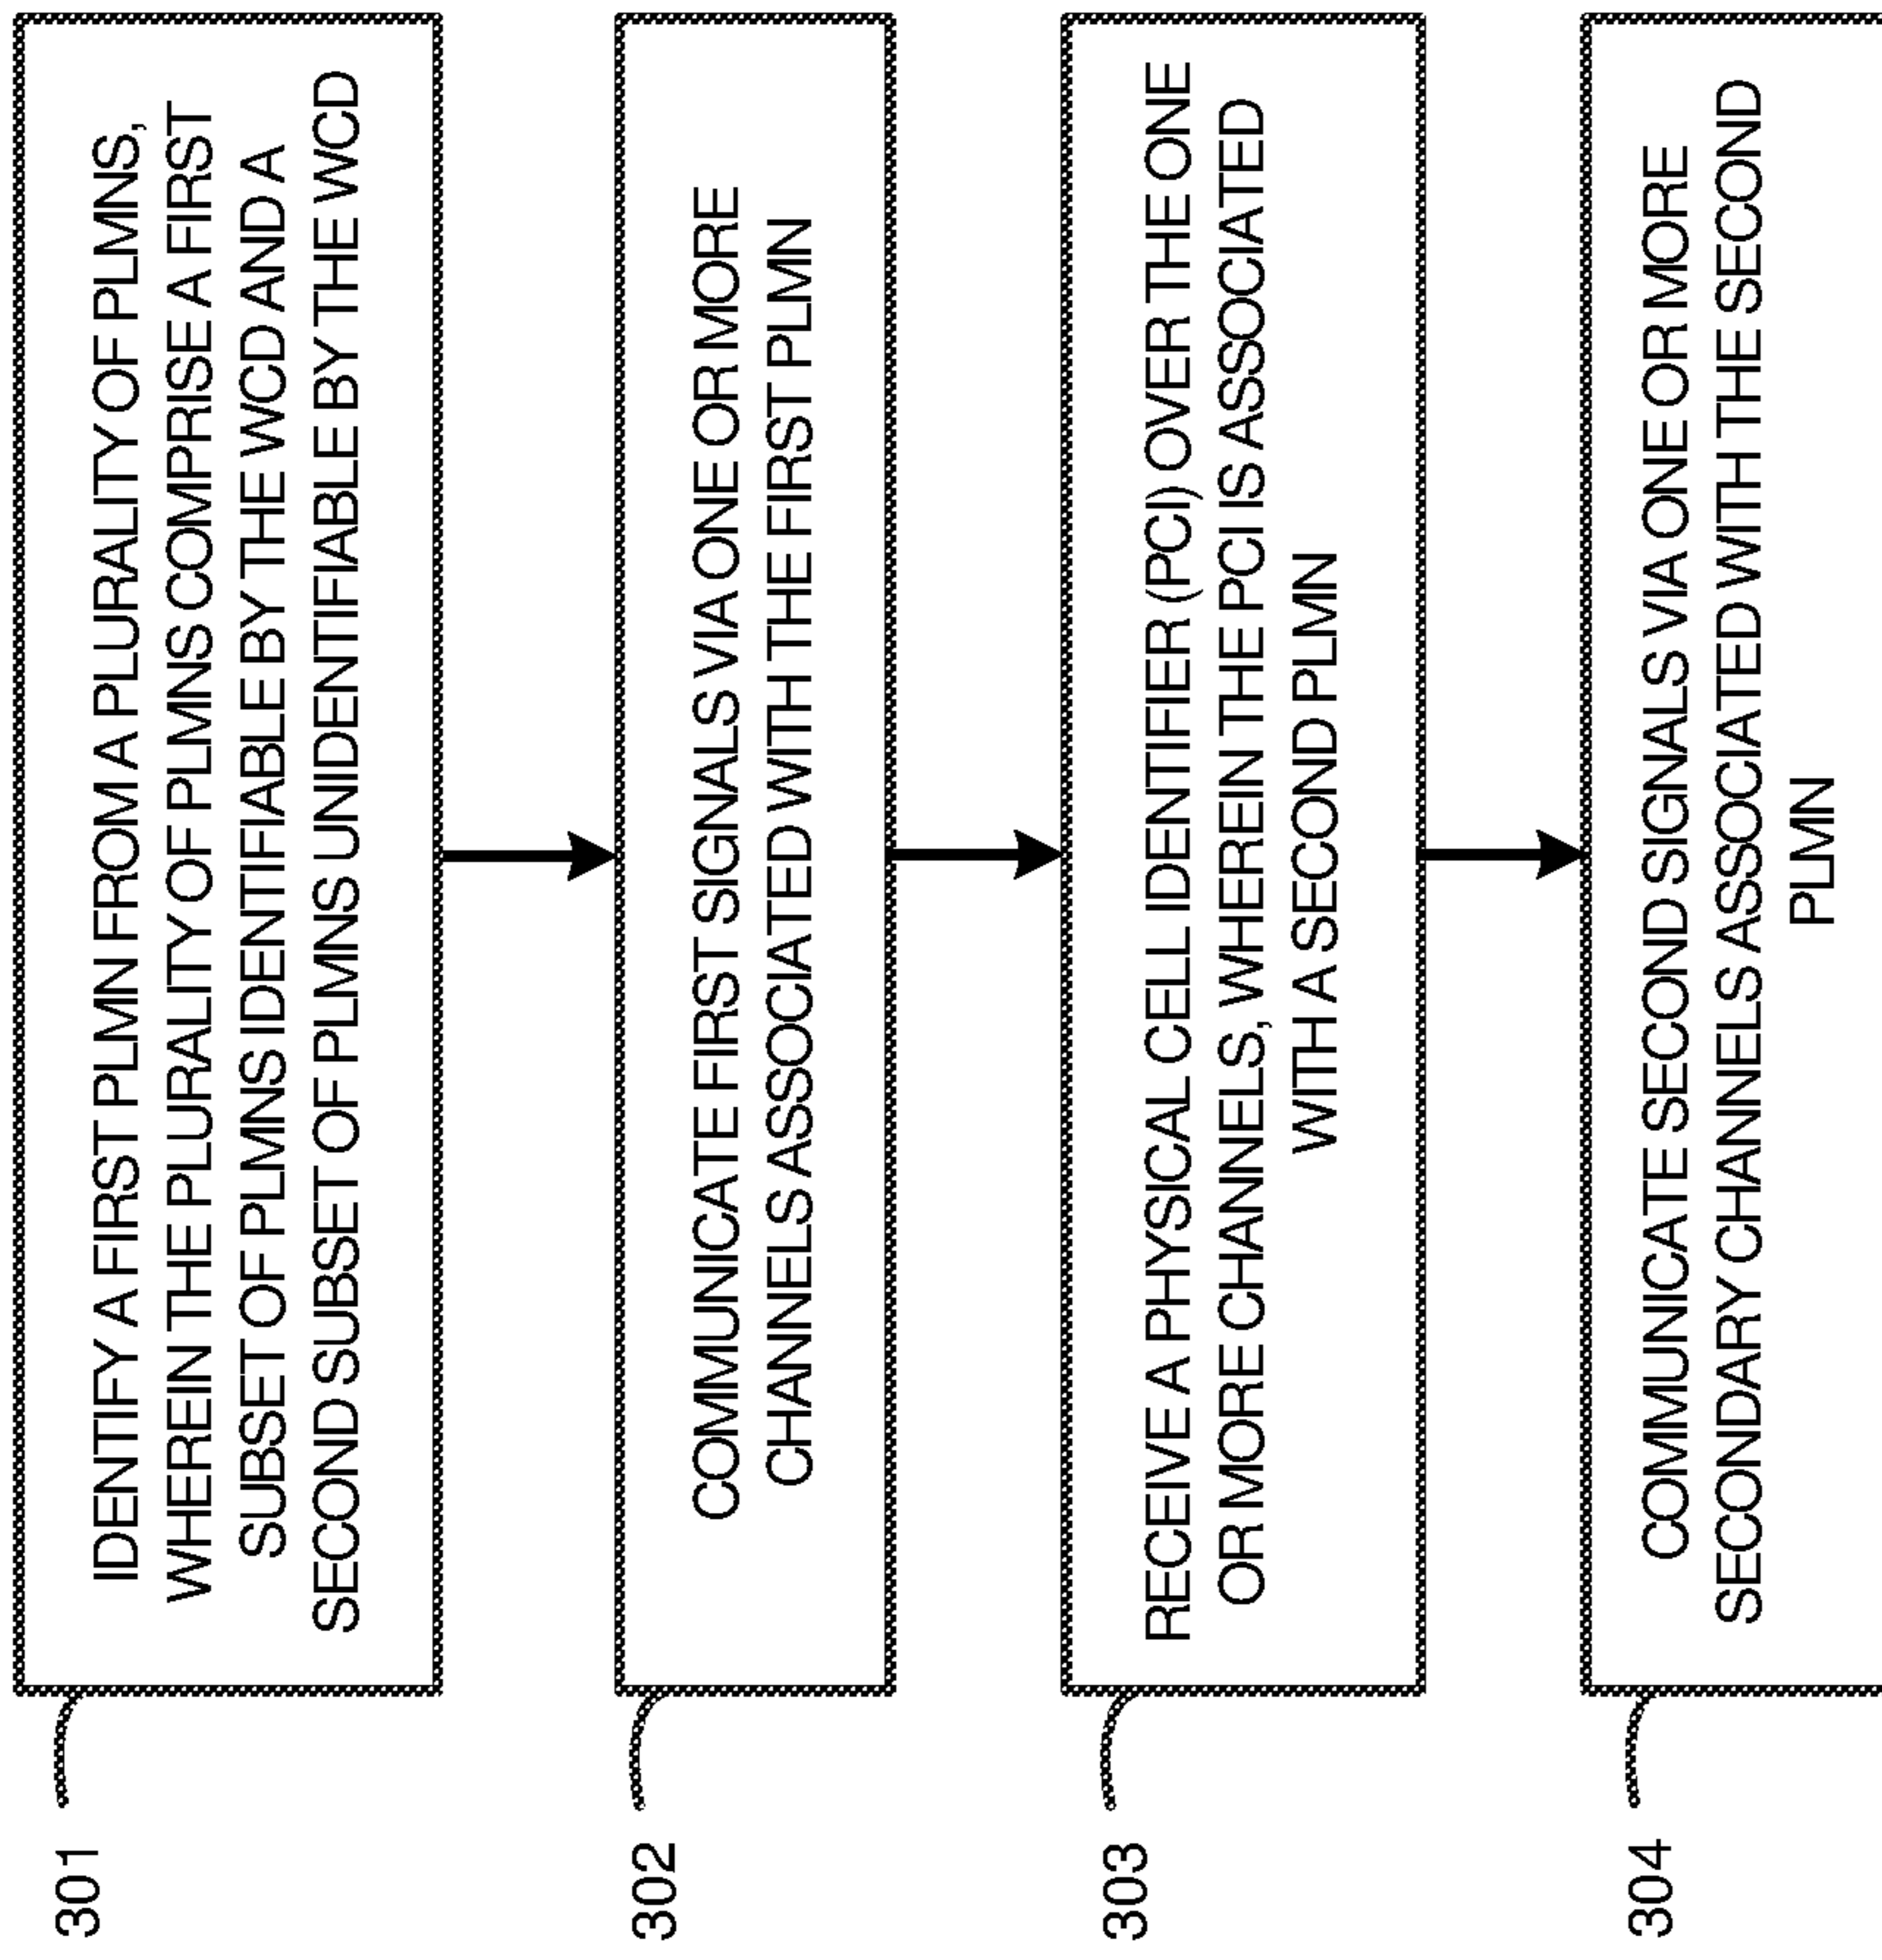 301
IDENTIFY A FIRST PLMN FROM A PLURALITY OF PLMNS,
WHEREIN THE PLURALITY OF PLMNS COMPRISE A FIRST
SUBSET OF PLMNS IDENTIFIABLE BY THE WCD AND A
SECOND SUBSET OF PLMNS UNIDENTIFIABLE BY THE WCD
302
COMMUNICATE FIRST SIGNALS VIA ONE OR MORE
CHANNELS ASSOCIATED WITH THE FIRST PLMN
303
RECEIVE A PHYSICAL CELL IDENTIFIER (PCI) OVER THE ONE
OR MORE CHANNELS, WHEREIN THE PCI IS ASSOCIATED
WITH A SECOND PLMN
304
COMMUNICATE SECOND SIGNALS VIA ONE OR MORE
SECONDARY CHANNELS ASSOCIATED WITH THE SECOND
PLMN